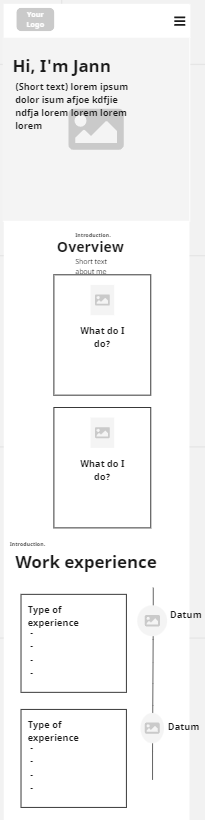 Your
Logo
Hi, I'm Jann
(Short text) lorem ipsum
dolor isum afjoe kdfjie
ndfja lorem lorem lorem
lorem
Introduction.
Overview
Short text
about me
What do I
do?
What do I
do?
Introduction.
Work experience
Type of
experience
-
-
-
-
Datum
Type of
experience
-
-
-
-
Datum